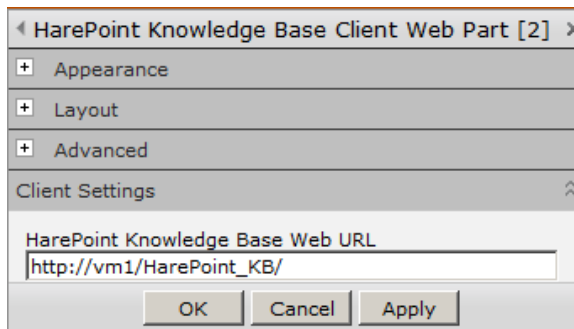 HarePoint Knowledge Base Client Web Part [2]
Appearance
Layout
Advanced
Client Settings
HarePoint Knowledge Base Web URL
http://vm1/HarePoint_KB/
OK Cancel Apply